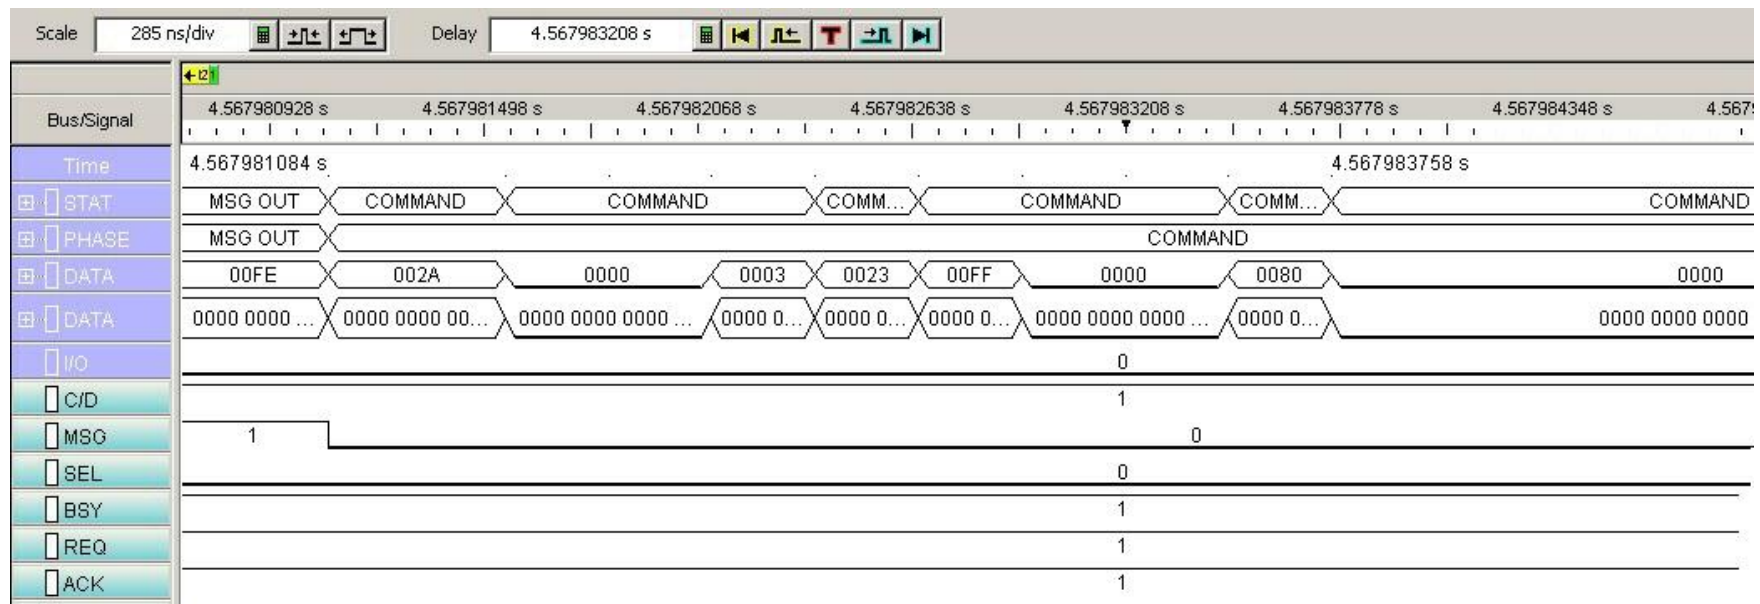 Scale 285 ns/div Delay 4.567983208 s T
t2 1
Bus/Signal 4.567980928 s 4.567981498 s 4.567982068 s 4.567982638 s 4.567983208 s 4.567983778 s 4.567984348 s 4.567
Time 4.567981084 s 4.567983758 s
STAT MSG OUT COMMAND COMMAND COMM... COMMAND COMM... COMMAND
PHASE MSG OUT COMMAND
DATA 00FE 002A 0000 0003 0023 00FF 0000 0080 0000
DATA 0000 0000 ... 0000 0000 00... 0000 0000 0000 ... 0000 0... 0000 0... 0000 0... 0000 0000 0000 ... 0000 0... 0000 0000 0000
I/O 0
C/D 1
MSG 1 0
SEL 0
BSY 1
REQ 1
ACK 1